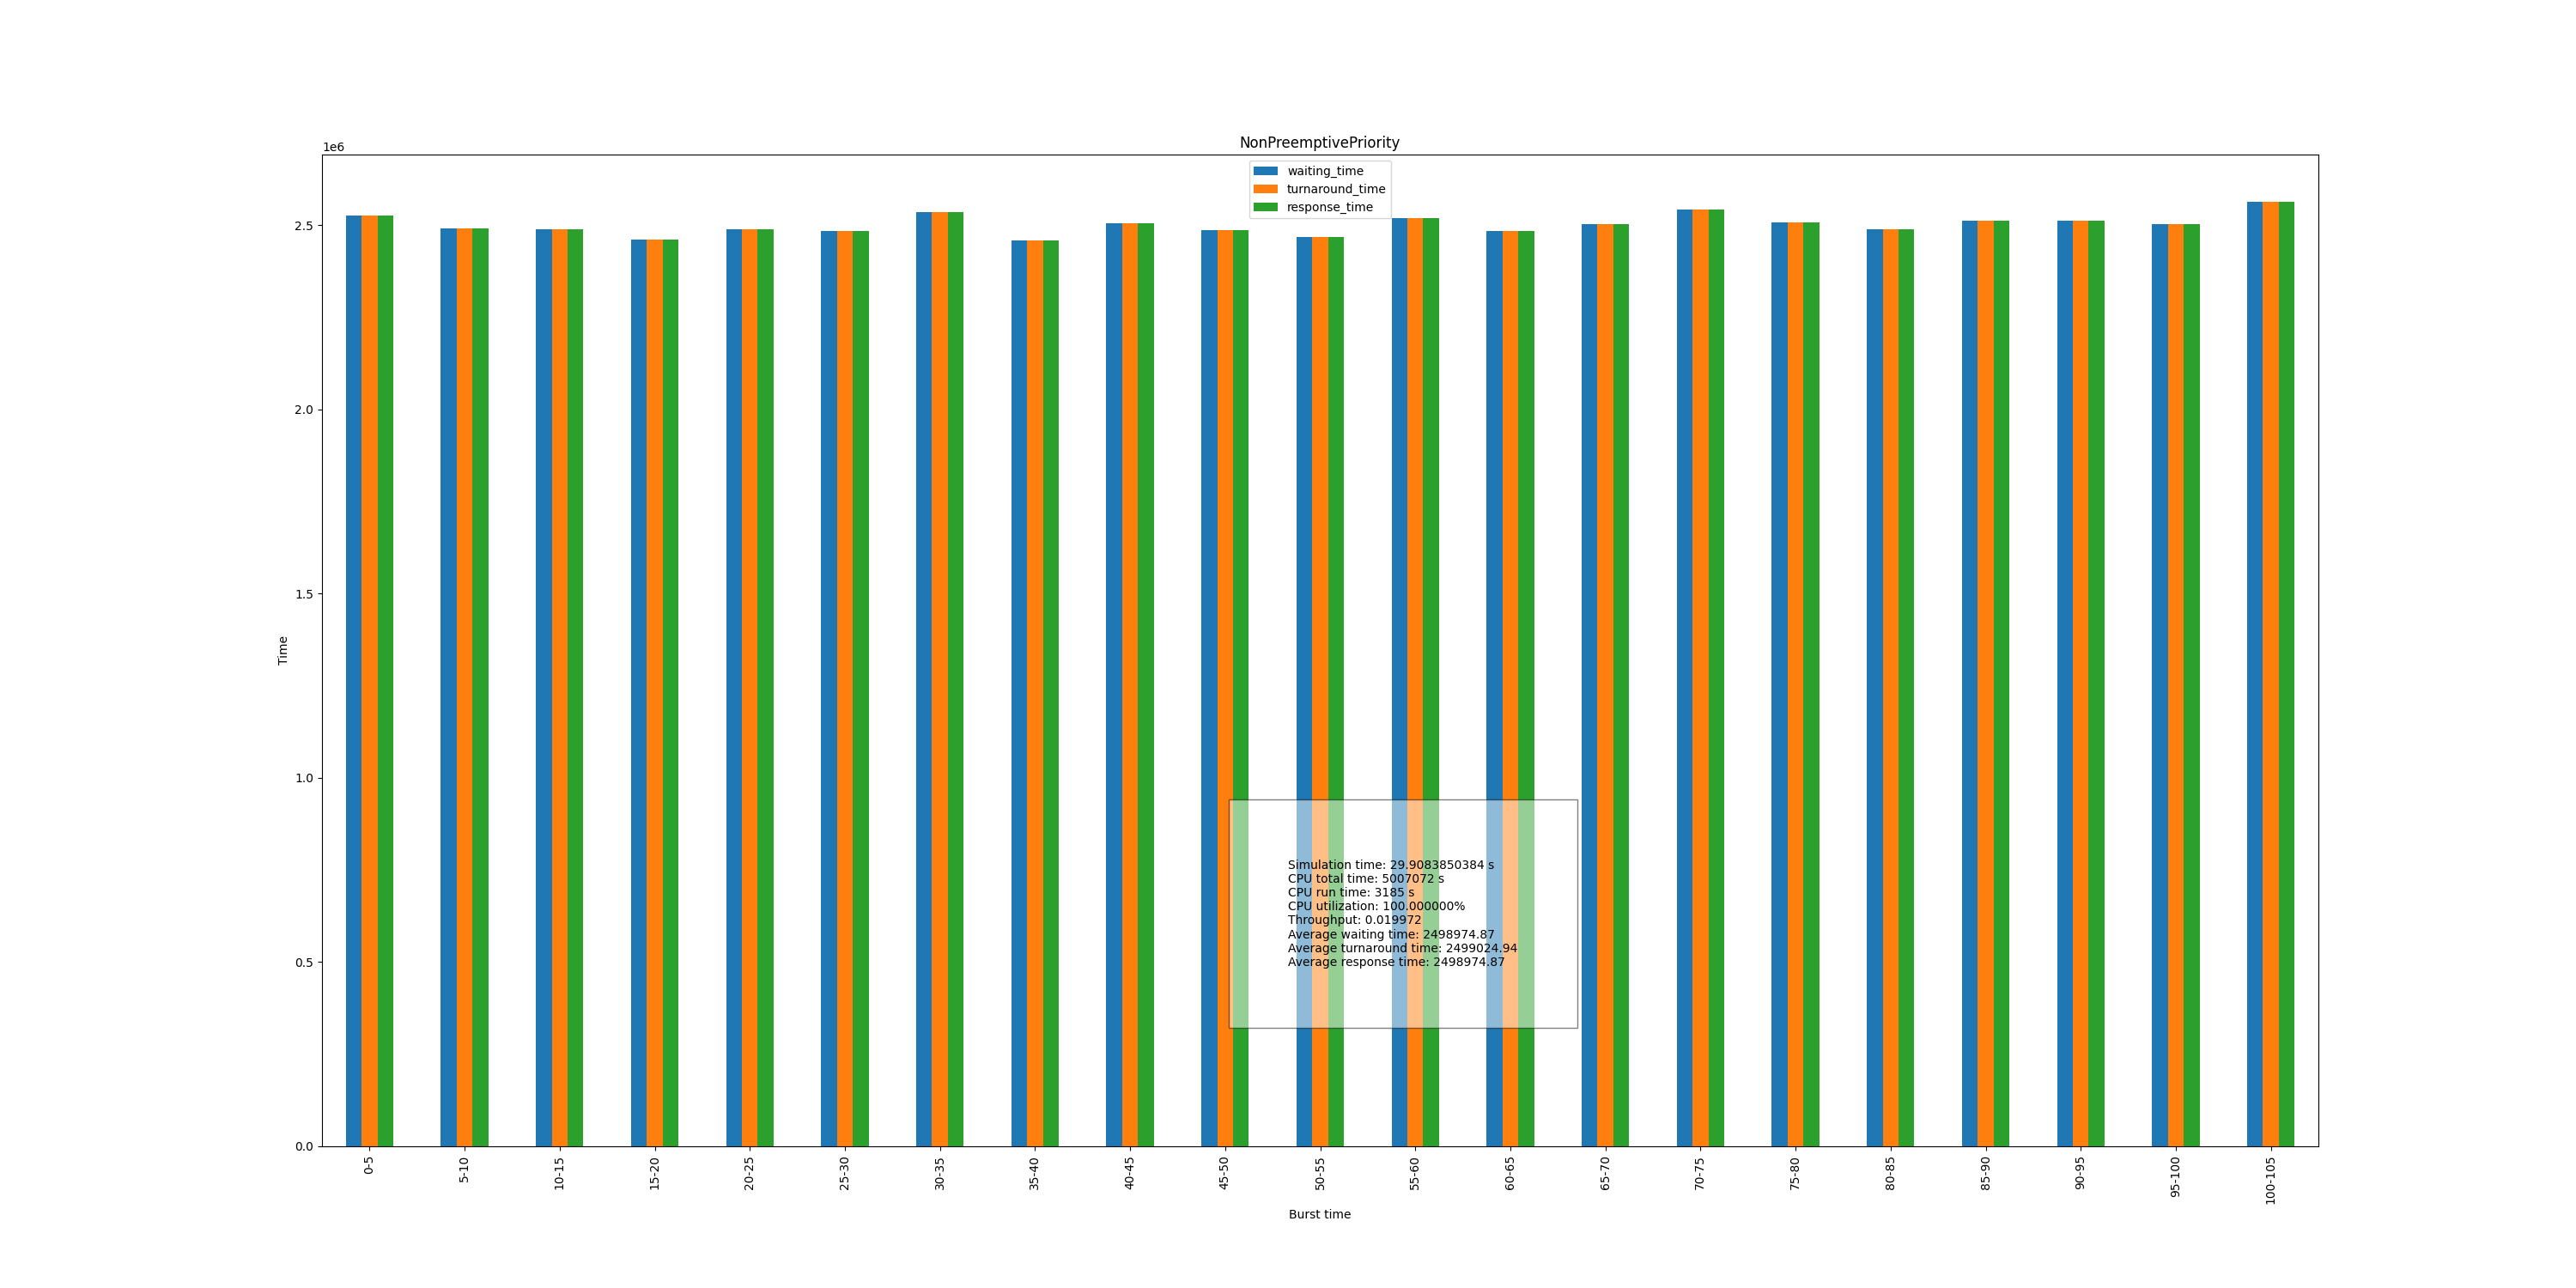 NonPreemptivePriority
1e6
waiting_time
turnaround_time
response_time
2.5
2.0
1.5
1.0
0.5
0.0
Time
Simulation time: 29.9083850384 s
CPU total time: 5007072 s
CPU run time: 3185 s
CPU utilization: 100.000000%
Throughput: 0.019972
Average waiting time: 2498974.87
Average turnaround time: 2499024.94
Average response time: 2498974.87
0-5
5-10
10-15
15-20
20-25
25-30
30-35
35-40
40-45
45-50
50-55
55-60
60-65
65-70
70-75
75-80
80-85
85-90
90-95
95-100
100-105
Burst time